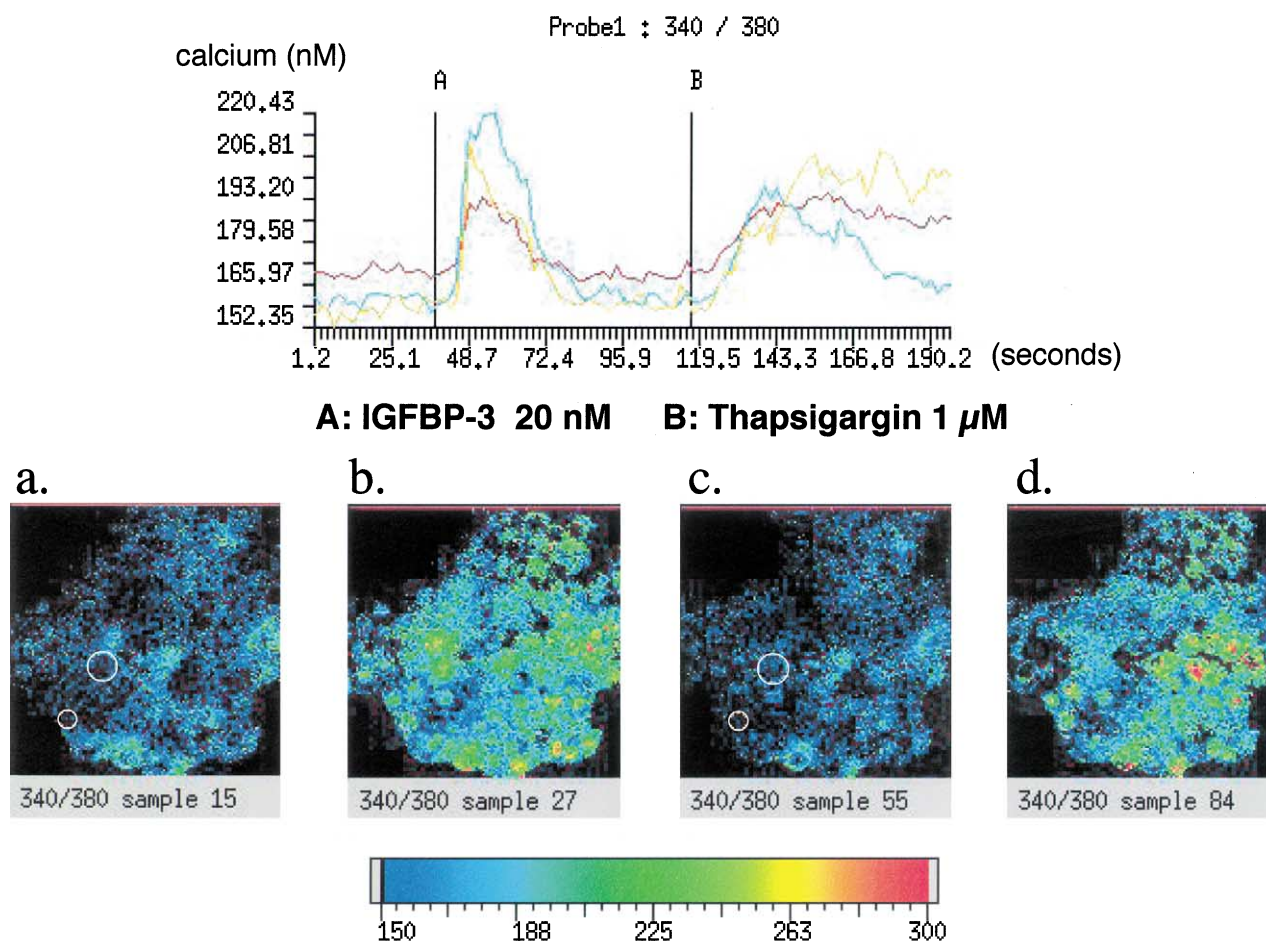 Probe1 : 340 / 380
calcium (nM)
A
B
220.43
206.81
193.20
179.58
165.97
152.35
1.2 25.1 48.7 72.4 95.9 119.5 143.3 166.8 190.2 (seconds)
A: IGFBP-3 20 nM B: Thapsigargin 1 μM
a. b. c. d.
340/380 sample 15
340/380 sample 27
340/380 sample 55
340/380 sample 84
150 188 225 263 300